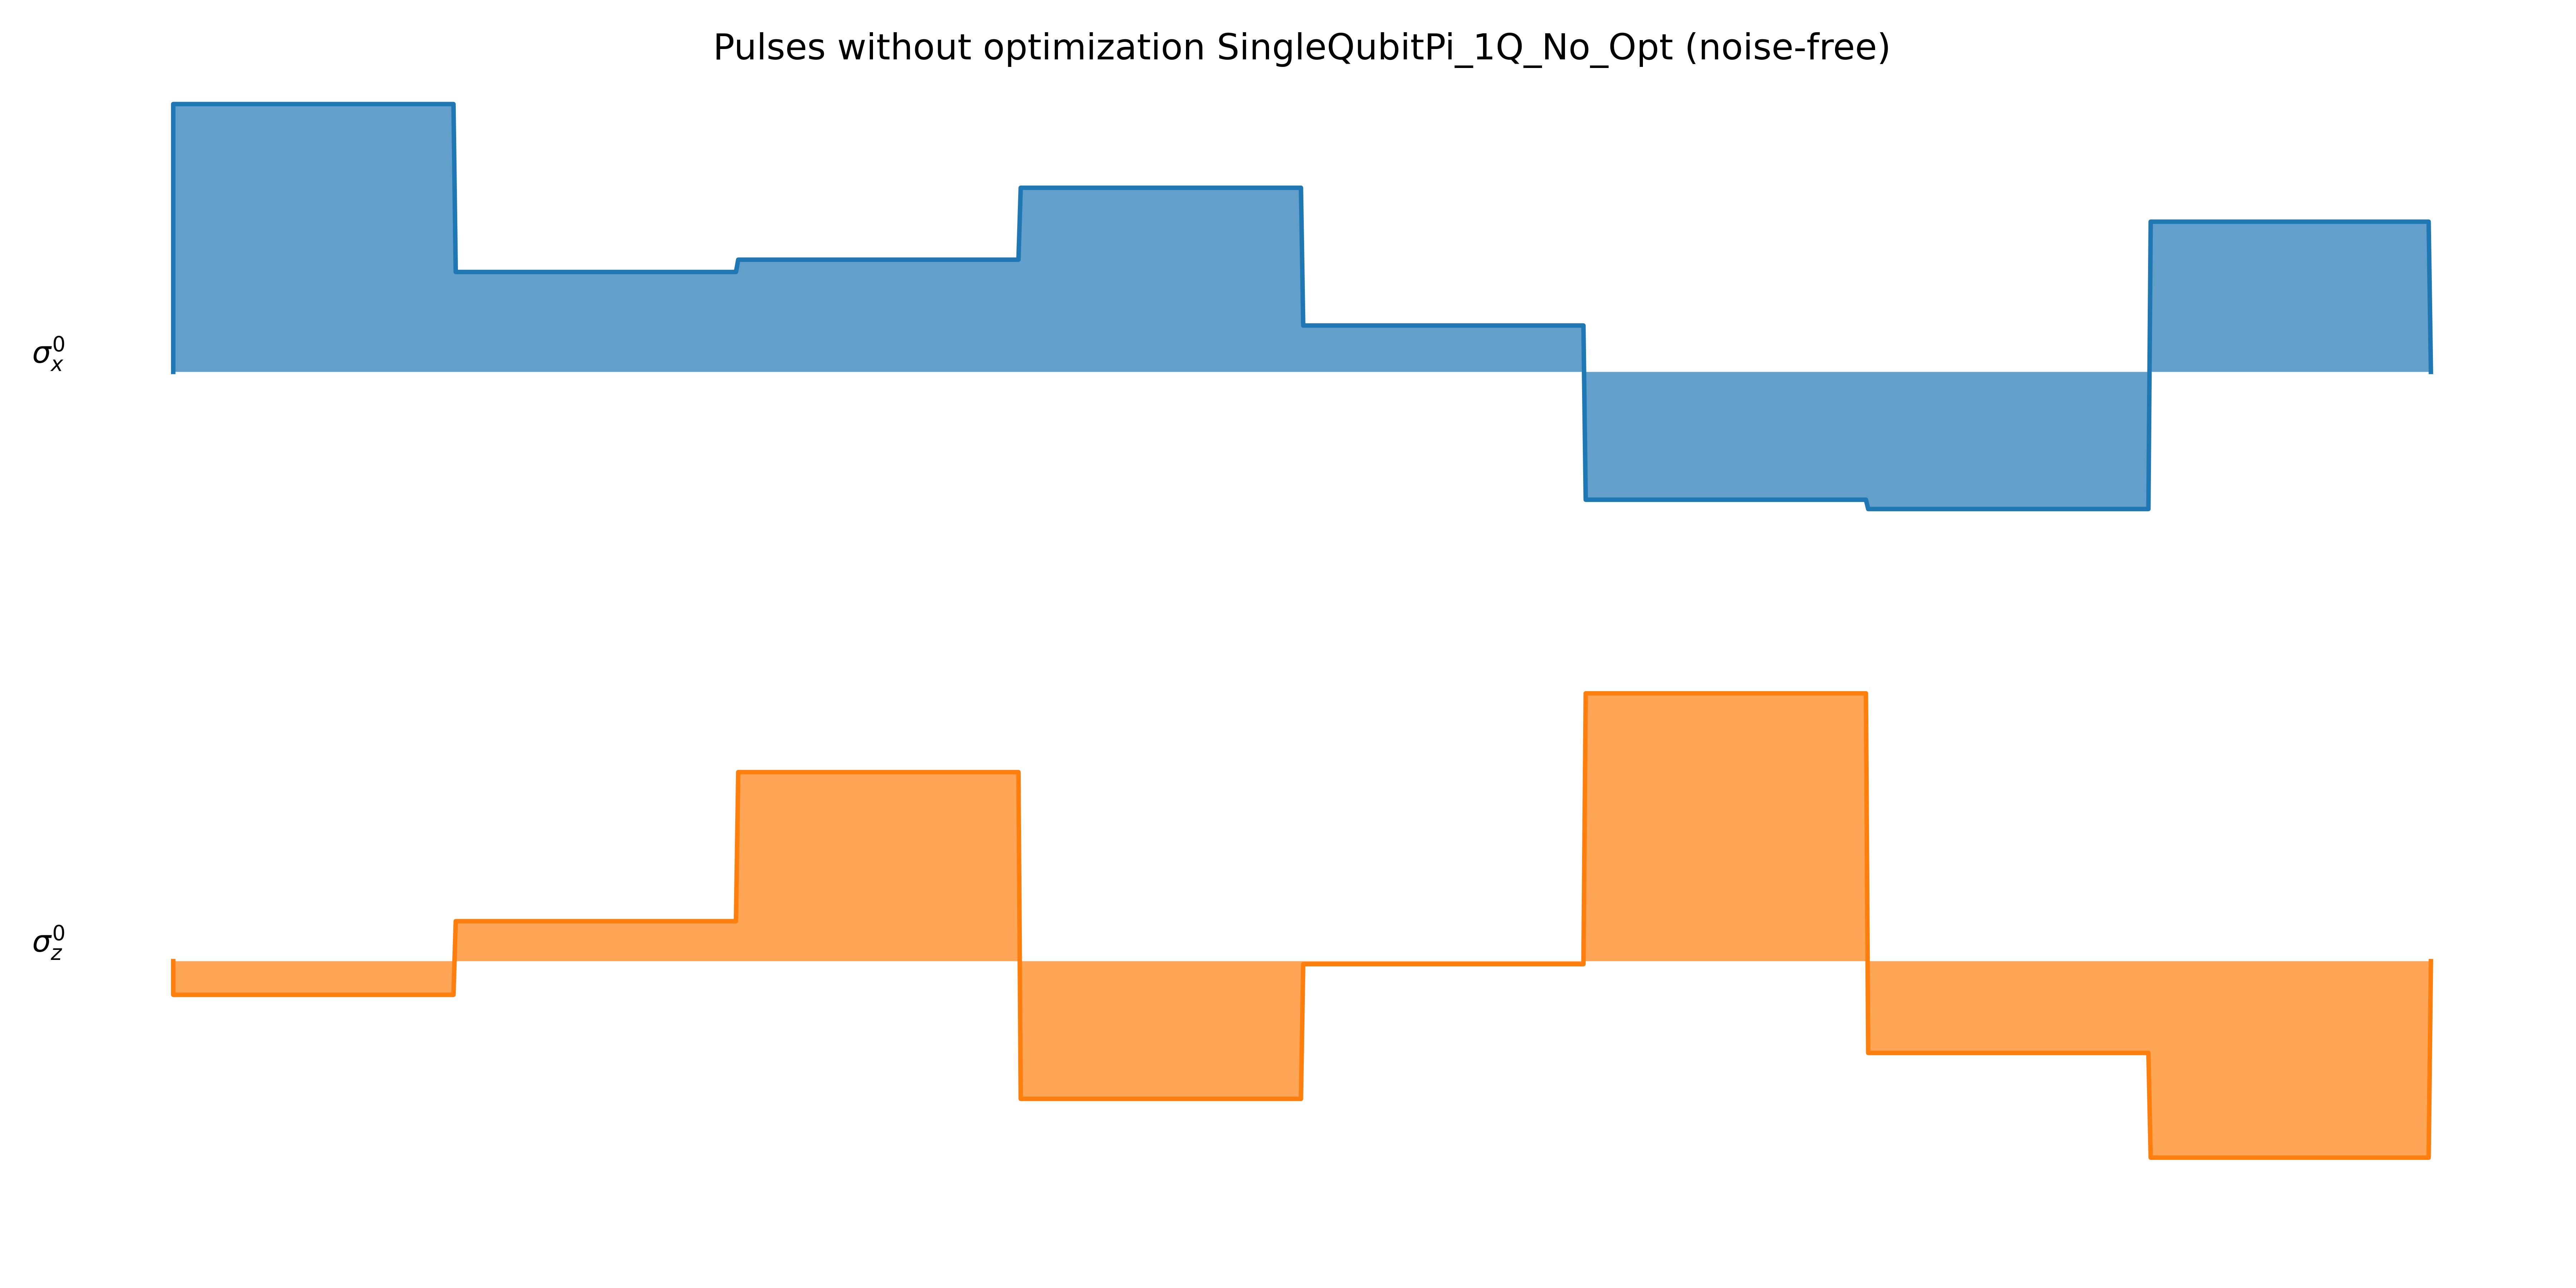 Pulses without optimization SingleQubitPi_1Q_No_Opt (noise-free)
σ_x^0
σ_z^0